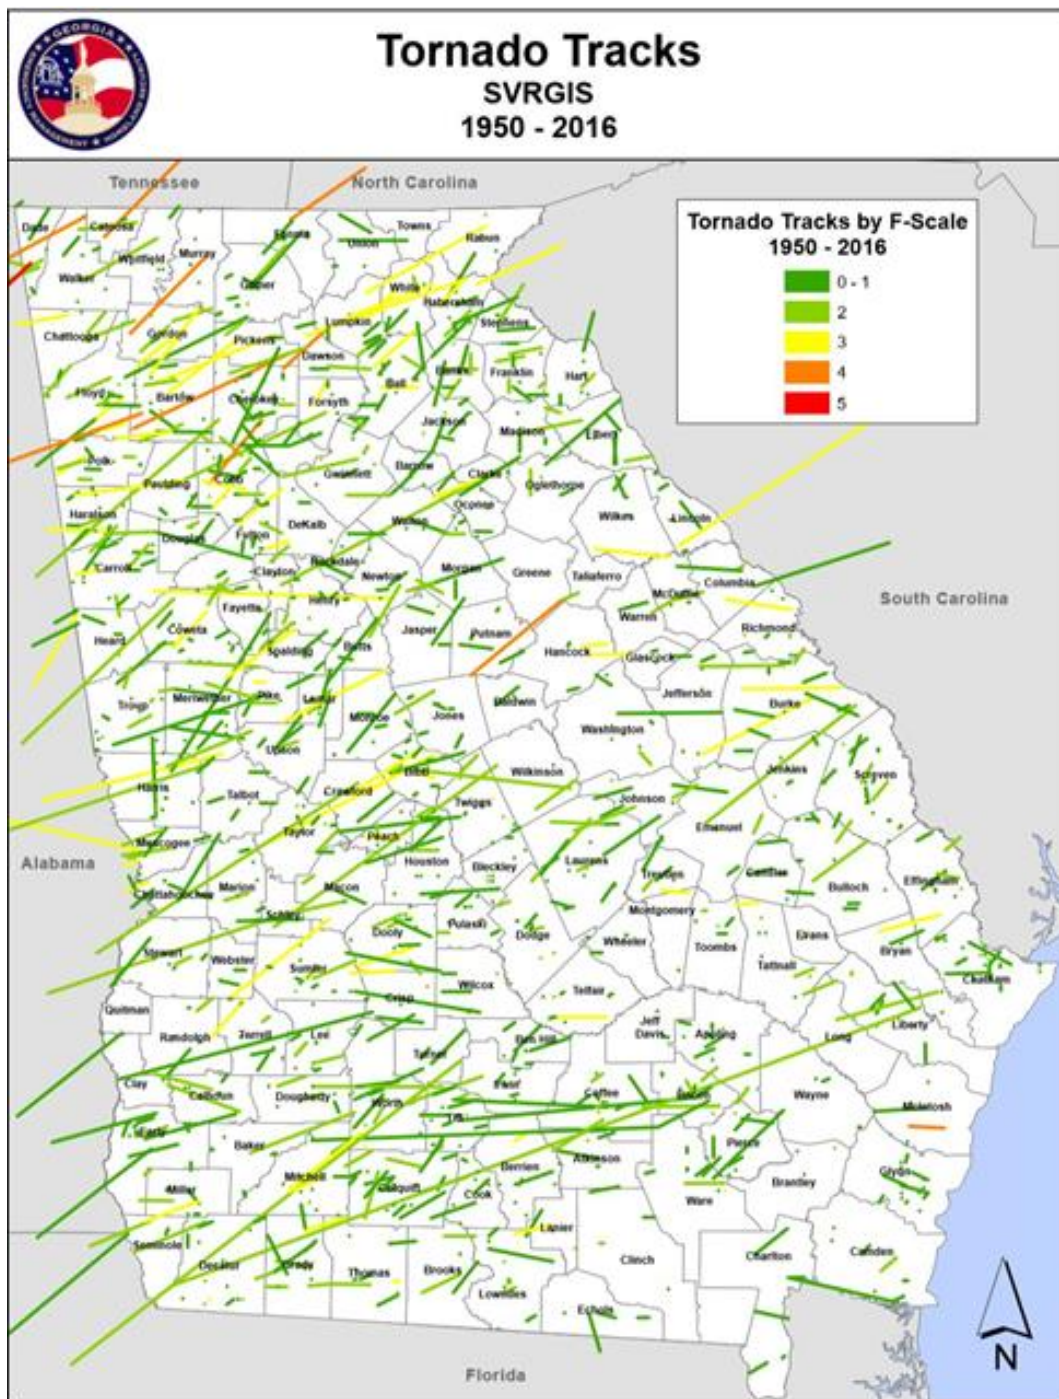 Tornado Tracks
SVRGIS
1950 - 2016
GEORGIA
Tennessee
North Carolina
Tornado Tracks by F-Scale
1950 - 2016
0 - 1
2
3
4
5
Dade
Catoosa
Whitfield
Murray
Union
Towns
Rabun
Walker
Gilmer
White
Habersham
Lumpkin
Stephens
Chattooga
Gordon
Pickens
Dawson
Banks
Franklin
Hart
Floyd
Bartow
Cherokee
Forsyth
Hall
Jackson
Madison
Elbert
Polk
Paulding
Cobb
Gwinnett
Barrow
Clarke
Oglethorpe
Oconee
Haralson
Douglas
Fulton
DeKalb
Walton
Wilkes
Lincoln
Carroll
Clayton
Rockdale
Newton
Morgan
Greene
Taliaferro
McDuffie
Columbia
South Carolina
Fayette
Henry
Heard
Coweta
Spalding
Butts
Jasper
Putnam
Hancock
Warren
Glascock
Richmond
Troup
Meriwether
Pike
Lamar
Monroe
Jones
Baldwin
Washington
Jefferson
Burke
Upson
Harris
Talbot
Crawford
Bibb
Twiggs
Wilkinson
Johnson
Jenkins
Screven
Emanuel
Alabama
Muscogee
Taylor
Peach
Houston
Bleckley
Laurens
Treutlen
Candler
Bulloch
Effingham
Chattahoochee
Marion
Macon
Schley
Dooly
Pulaski
Dodge
Montgomery
Wheeler
Toombs
Evans
Tattnall
Bryan
Chatham
Stewart
Webster
Sumter
Crisp
Wilcox
Telfair
Quitman
Randolph
Terrell
Lee
Turner
Ben Hill
Jeff
Davis
Appling
Long
Liberty
Clay
Calhoun
Dougherty
Worth
Tift
Irwin
Coffee
Bacon
Wayne
McIntosh
Early
Baker
Mitchell
Colquitt
Cook
Berrien
Atkinson
Pierce
Ware
Brantley
Glynn
Miller
Seminole
Decatur
Grady
Thomas
Brooks
Lowndes
Lanier
Clinch
Echols
Charlton
Camden
Florida
N